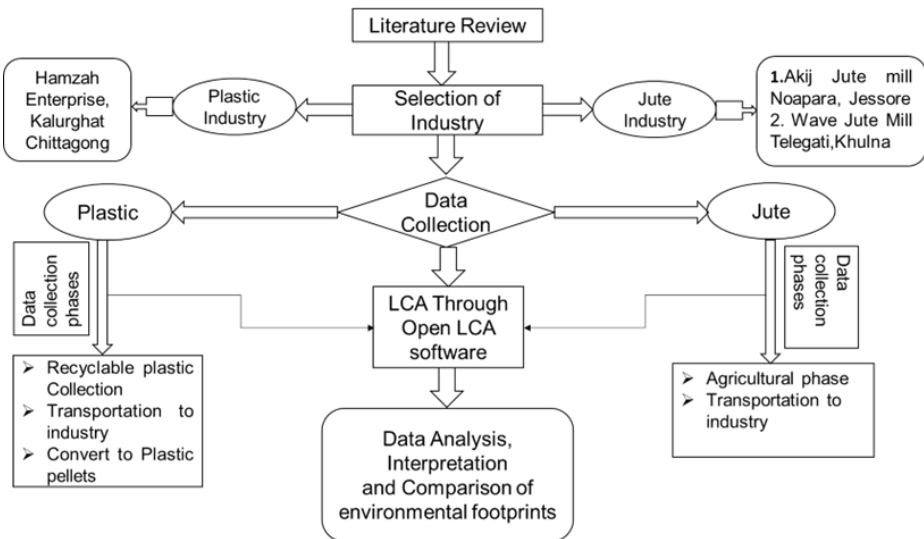 Literature Review
Hamzah
Enterprise,
Kalurghat
Chittagong
Plastic
Industry
Selection of
Industry
Jute
Industry
1.Akij Jute mill
Noapara, Jessore
2. Wave Jute Mill
Telegati,Khulna
Plastic
Data
Collection
Jute
Data
collection
phases
Data
collection
phases
LCA Through
Open LCA
software
➢ Recyclable plastic
Collection
➢ Transportation to
industry
➢ Convert to Plastic
pellets
➢ Agricultural phase
➢ Transportation to
industry
Data Analysis,
Interpretation
and Comparison of
environmental footprints